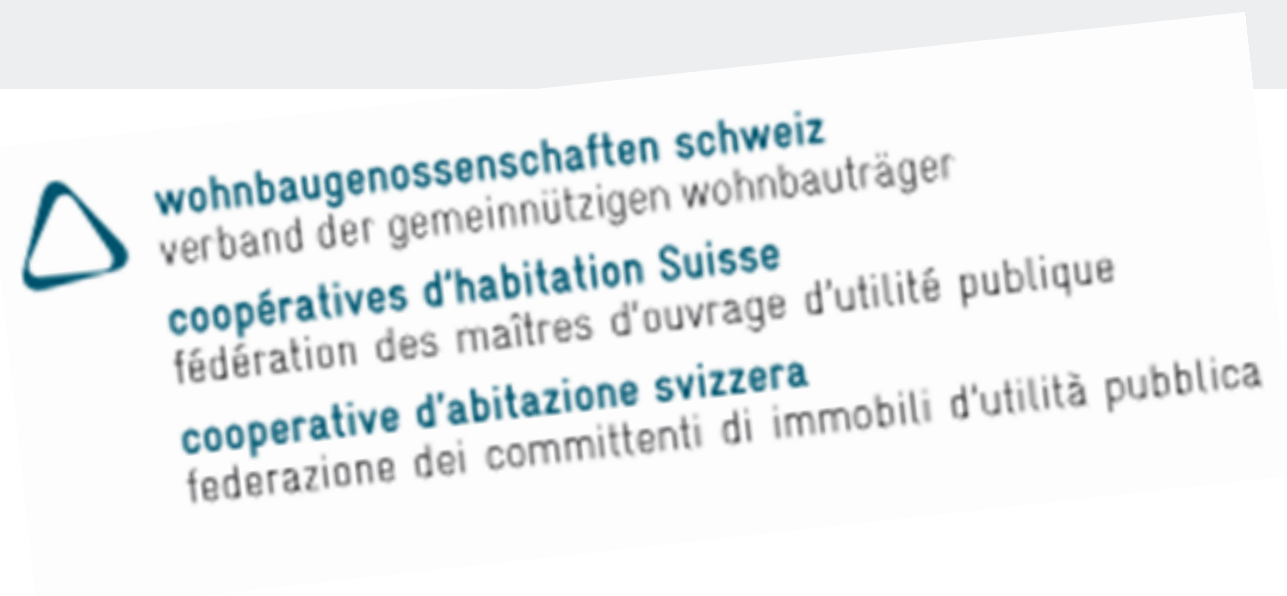 wohnbaugenossenschaften schweiz
verband der gemeinnützigen wohnbauträger
coopératives d'habitation Suisse
fédération des maîtres d'ouvrage d'utilité publique
cooperative d'abitazione svizzera
federazione dei committenti di immobili d'utilità pubblica